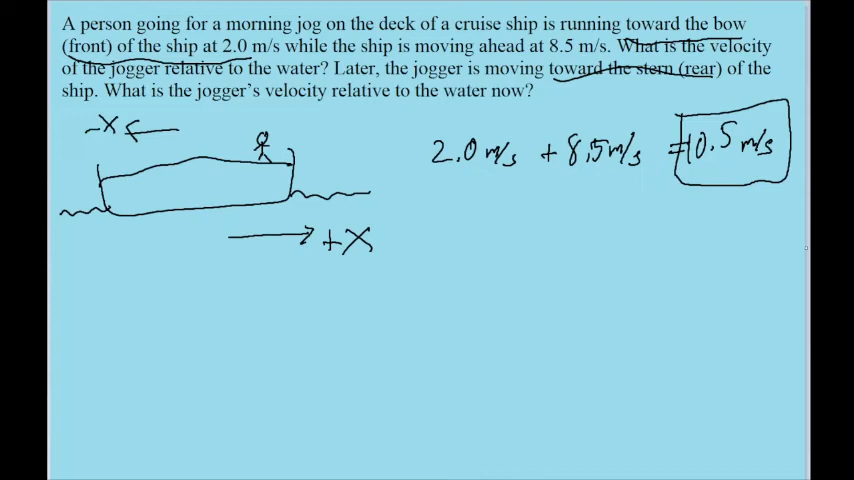 A person going for a morning jog on the deck of a cruise ship is running toward the bow
(front) of the ship at 2.0 m/s while the ship is moving ahead at 8.5 m/s. What is the velocity
of the jogger relative to the water? Later, the jogger is moving toward the stern (rear) of the
ship. What is the jogger's velocity relative to the water now?
-X
2.0 m/s + 8.5 m/s = 10.5 m/s
+X